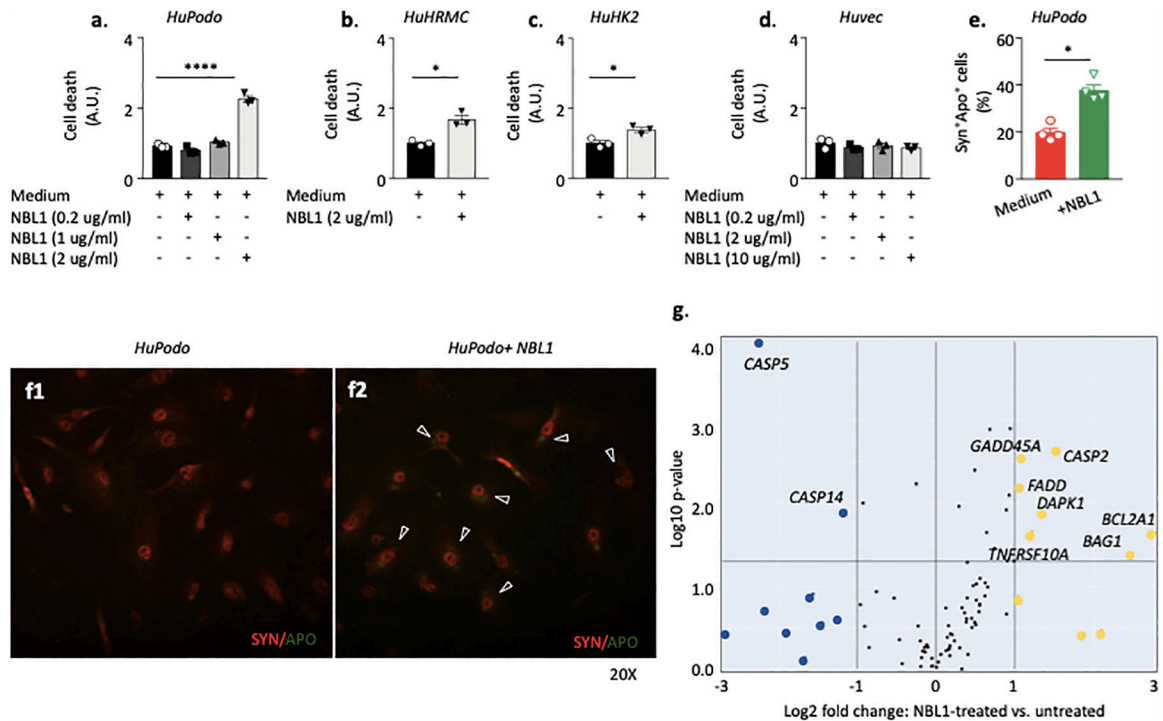 a.
HuPodo
Cell death
(A.U.)
4
2
0
****
Medium + + + +
NBL1 (0.2 ug/ml) - + - -
NBL1 (1 ug/ml) - - + -
NBL1 (2 ug/ml) - - - +
b.
HuHRMC
Cell death
(A.U.)
4
2
0
*
Medium + +
NBL1 (2 ug/ml) - +
c.
HuHK2
Cell death
(A.U.)
4
2
0
*
+ +
- +
d.
Huvec
Cell death
(A.U.)
4
2
0
Medium + + + +
NBL1 (0.2 ug/ml) - + - -
NBL1 (2 ug/ml) - - + -
NBL1 (10 ug/ml) - - - +
e.
HuPodo
Syn+Apo+ cells
(%)
60
40
20
0
*
Medium
+NBL1
HuPodo
f1
SYN/APO
HuPodo+ NBL1
f2
SYN/APO
20X
g.
Log10 p-value
4.0
3.0
2.0
1.0
0.0
CASP5
GADD45A
CASP2
FADD
CASP14
DAPK1
BCL2A1
BAG1
TNFRSF10A
-3 -1 0 1 3
Log2 fold change: NBL1-treated vs. untreated